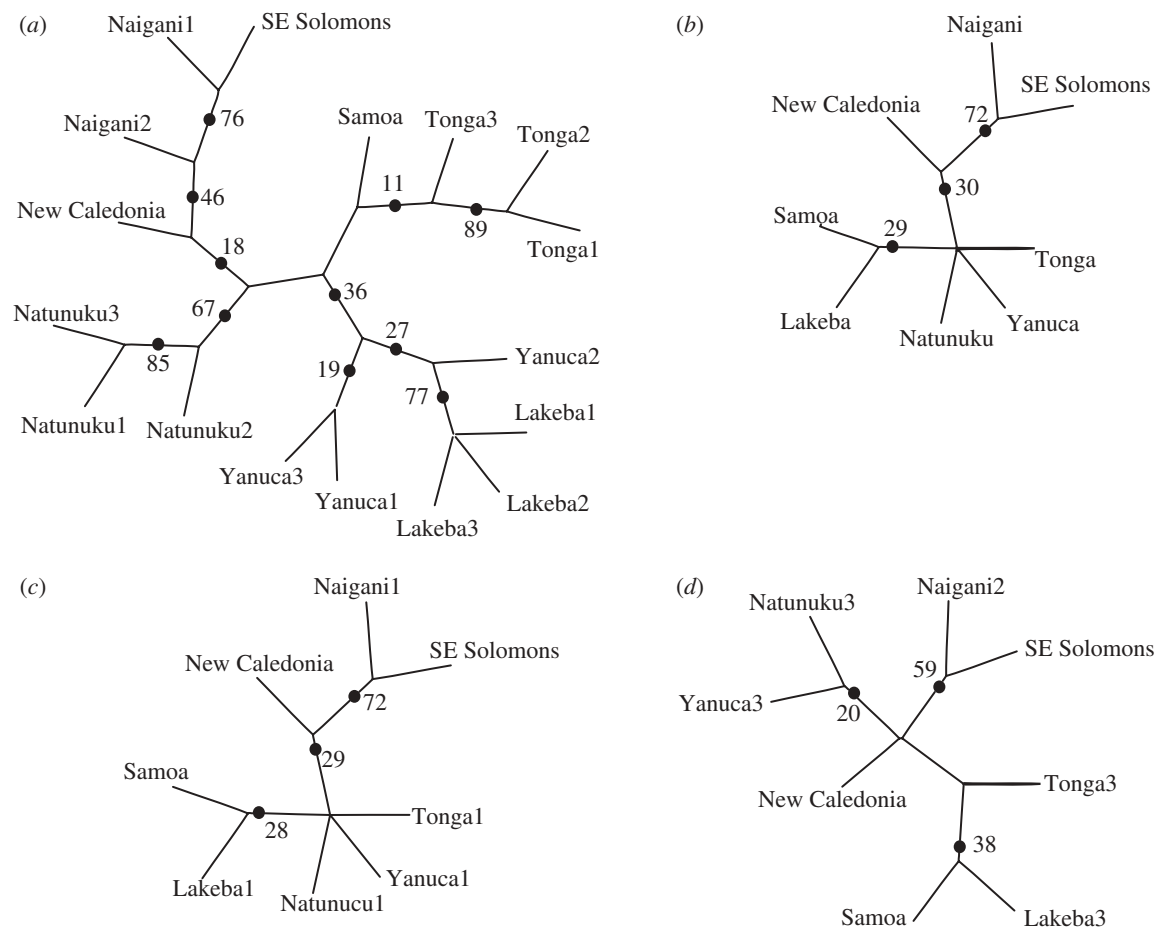 (a)
Naigani1
SE Solomons
76
Naigani2
46
New Caledonia
18
Samoa
Tonga3
Tonga2
11
89
Tonga1
67
36
Natunuku3
85
Natunuku1
Natunuku2
27
19
Yanuca2
77
Lakeba1
Yanuca3
Yanuca1
Lakeba2
Lakeba3
(b)
Naigani
SE Solomons
New Caledonia
72
30
Samoa
29
Tonga
Lakeba
Yanuca
Natunuku
(c)
Naigani1
New Caledonia
SE Solomons
72
29
Samoa
28
Tonga1
Lakeba1
Yanuca1
Natunucu1
(d)
Naigani2
Natunuku3
SE Solomons
59
Yanuca3
20
New Caledonia
Tonga3
38
Samoa
Lakeba3